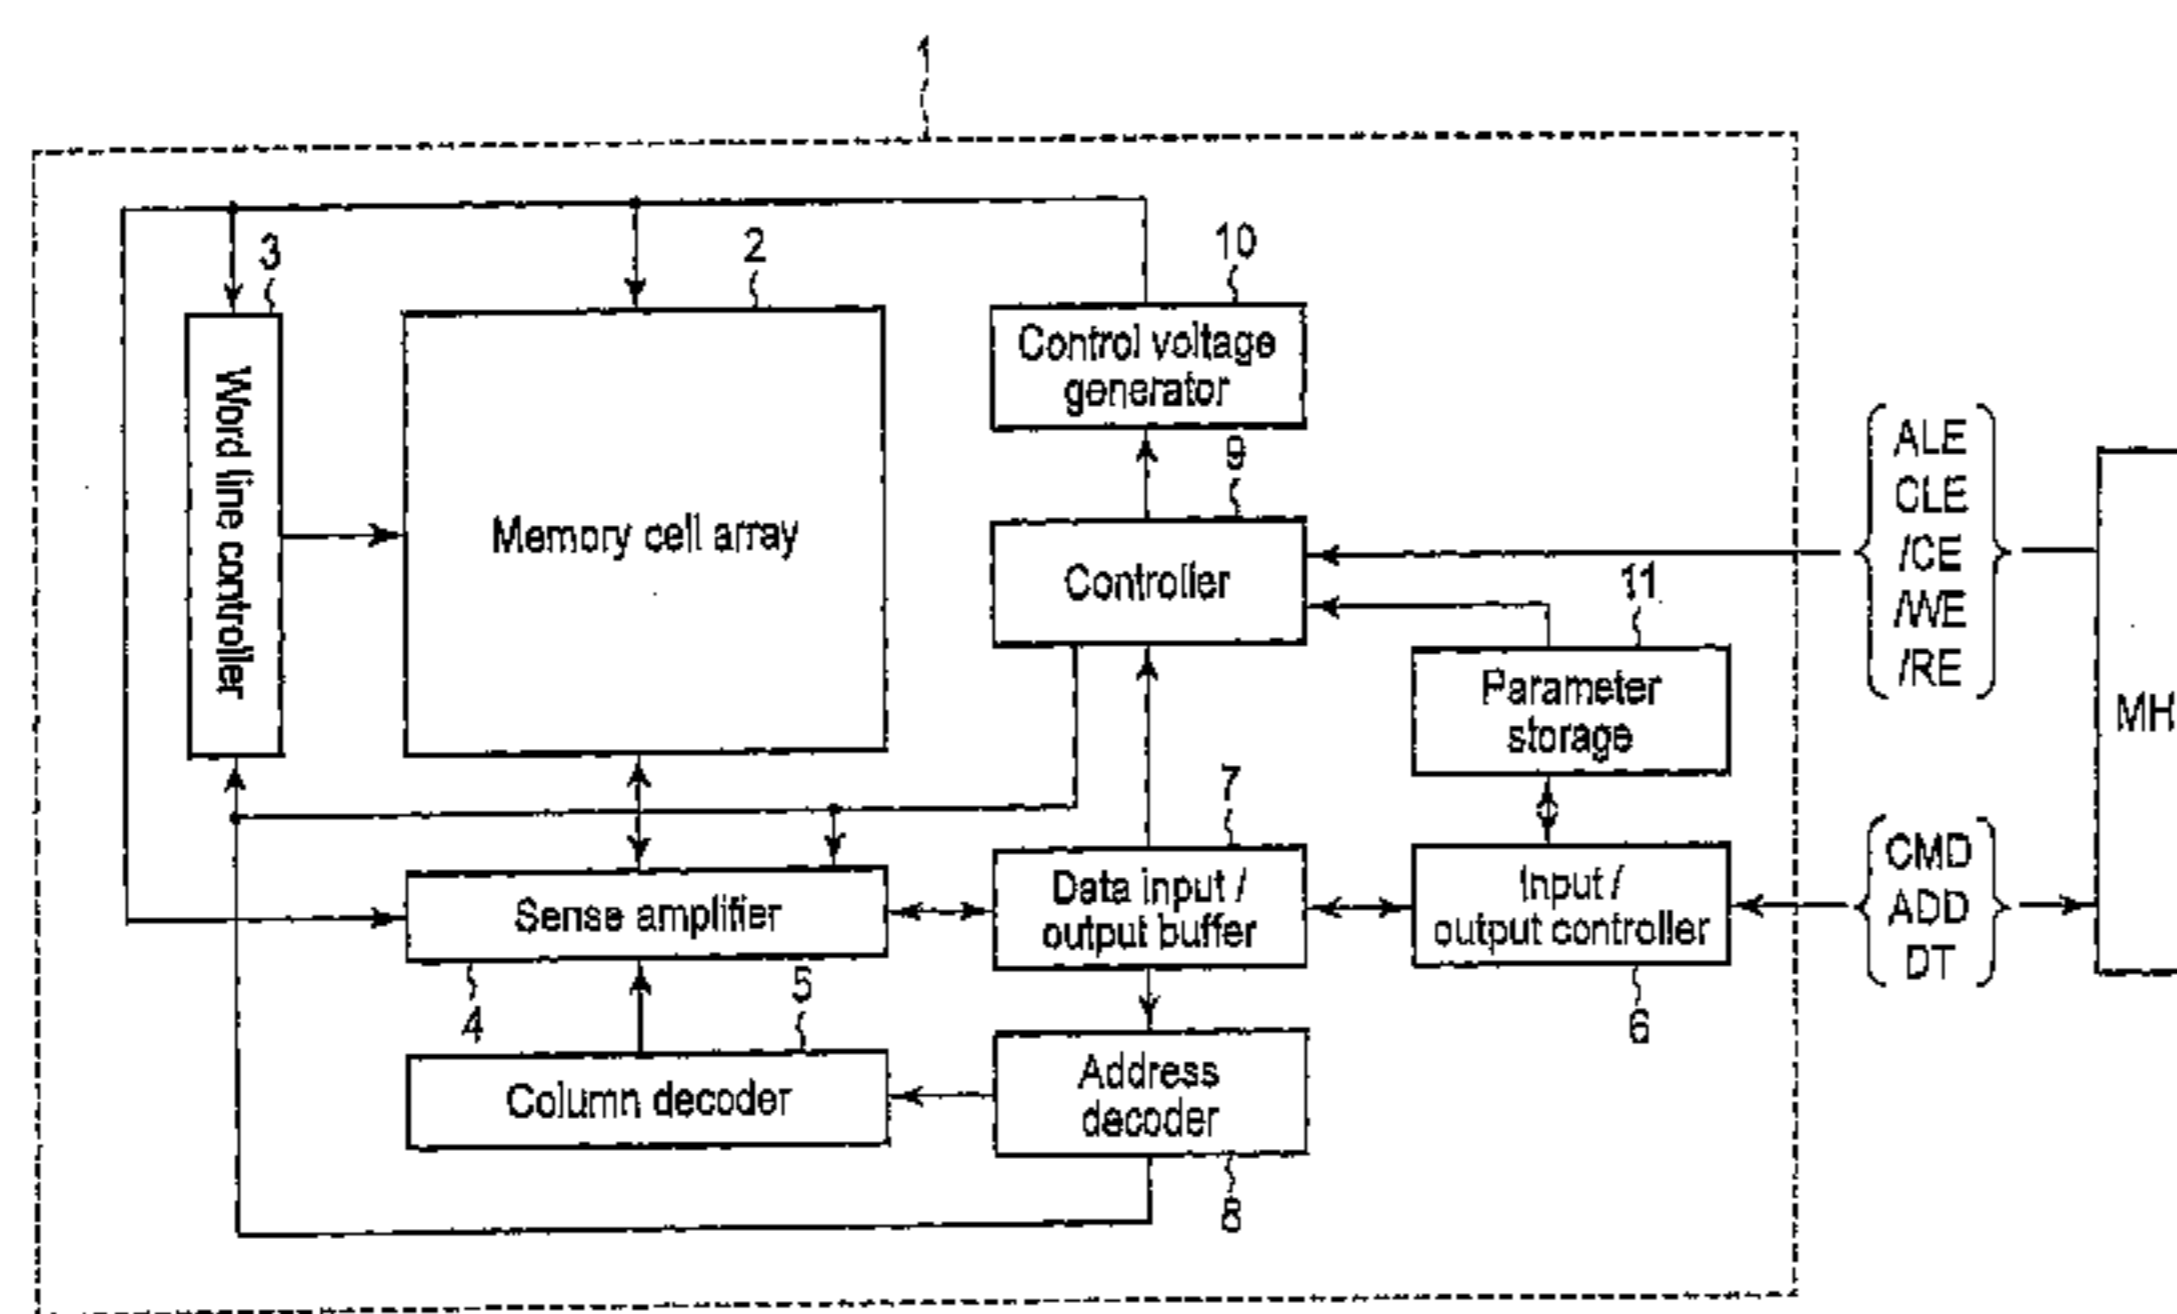 1
3
2
10
Control voltage
generator
9
Word line controller
Memory cell array
Controller
11
Parameter
storage
ALE
CLE
/CE
/WE
/RE
MH
7
Data input /
output buffer
Input /
output controller
CMD
ADD
DT
Sense amplifier
4
5
6
Column decoder
Address
decoder
8